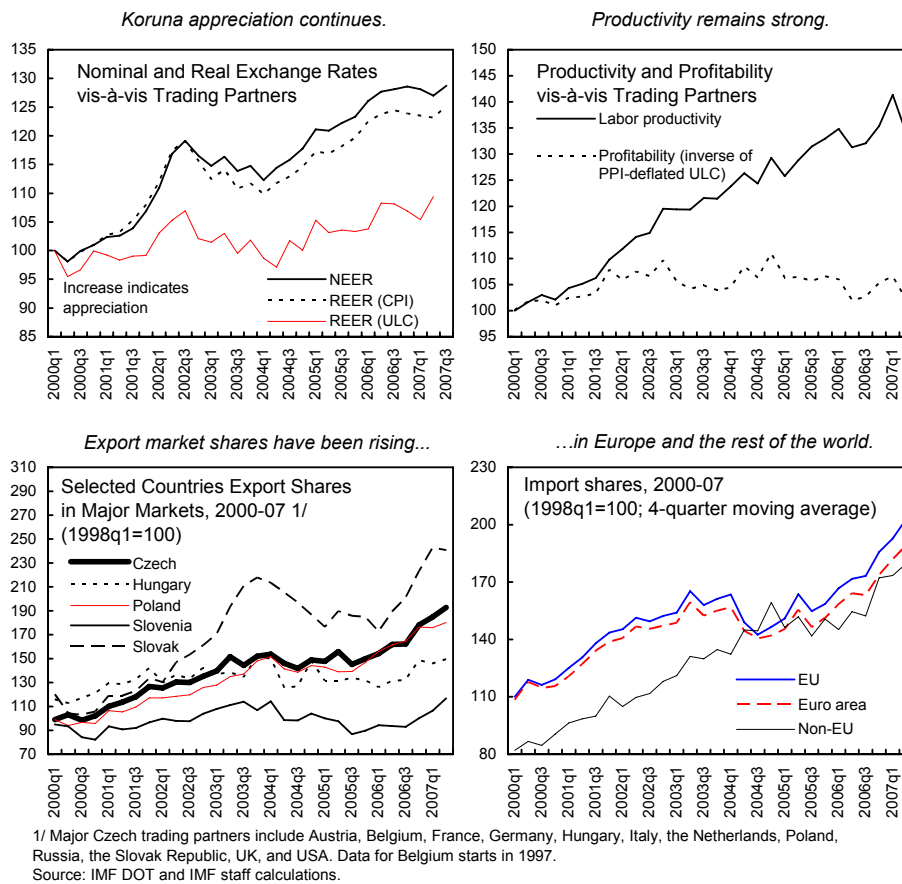 Koruna appreciation continues.
130
125
120
115
110
105
100
95
90
85
Nominal and Real Exchange Rates
vis-à-vis Trading Partners
Increase indicates
appreciation
NEER
REER (CPI)
REER (ULC)
2000q1
2000q3
2001q1
2001q3
2002q1
2002q3
2003q1
2003q3
2004q1
2004q3
2005q1
2005q3
2006q1
2006q3
2007q1
2007q3
Productivity remains strong.
150
145
140
135
130
125
120
115
110
105
100
95
Productivity and Profitability
vis-à-vis Trading Partners
Labor productivity
Profitability (inverse of
PPI-deflated ULC)
2000q1
2000q3
2001q1
2001q3
2002q1
2002q3
2003q1
2003q3
2004q1
2004q3
2005q1
2005q3
2006q1
2006q3
2007q1
Export market shares have been rising...
310
290
270
250
230
210
190
170
150
130
110
90
70
Selected Countries Export Shares
in Major Markets, 2000-07 1/
(1998q1=100)
Czech
Hungary
Poland
Slovenia
Slovak
2000q1
2000q3
2001q1
2001q3
2002q1
2002q3
2003q1
2003q3
2004q1
2004q3
2005q1
2005q3
2006q1
2006q3
2007q1
…in Europe and the rest of the world.
230
200
170
140
110
80
Import shares, 2000-07
(1998q1=100; 4-quarter moving average)
EU
Euro area
Non-EU
2000q1
2000q3
2001q1
2001q3
2002q1
2002q3
2003q1
2003q3
2004q1
2004q3
2005q1
2005q3
2006q1
2006q3
2007q1
1/ Major Czech trading partners include Austria, Belgium, France, Germany, Hungary, Italy, the Netherlands, Poland,
Russia, the Slovak Republic, UK, and USA. Data for Belgium starts in 1997.
Source: IMF DOT and IMF staff calculations.